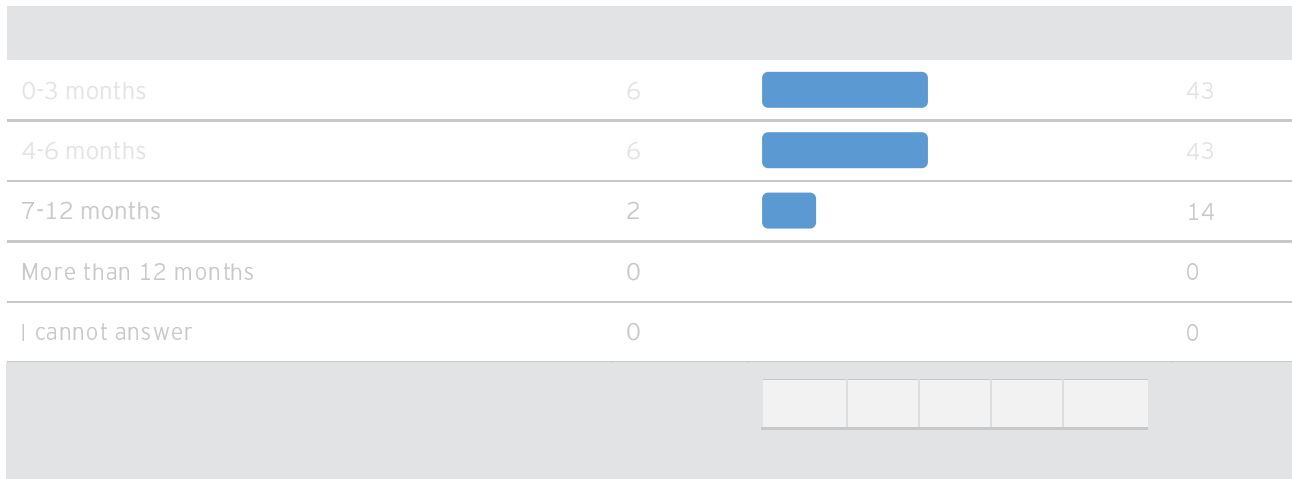 0-3 months 6 43
4-6 months 6 43
7-12 months 2 14
More than 12 months 0 0
I cannot answer 0 0